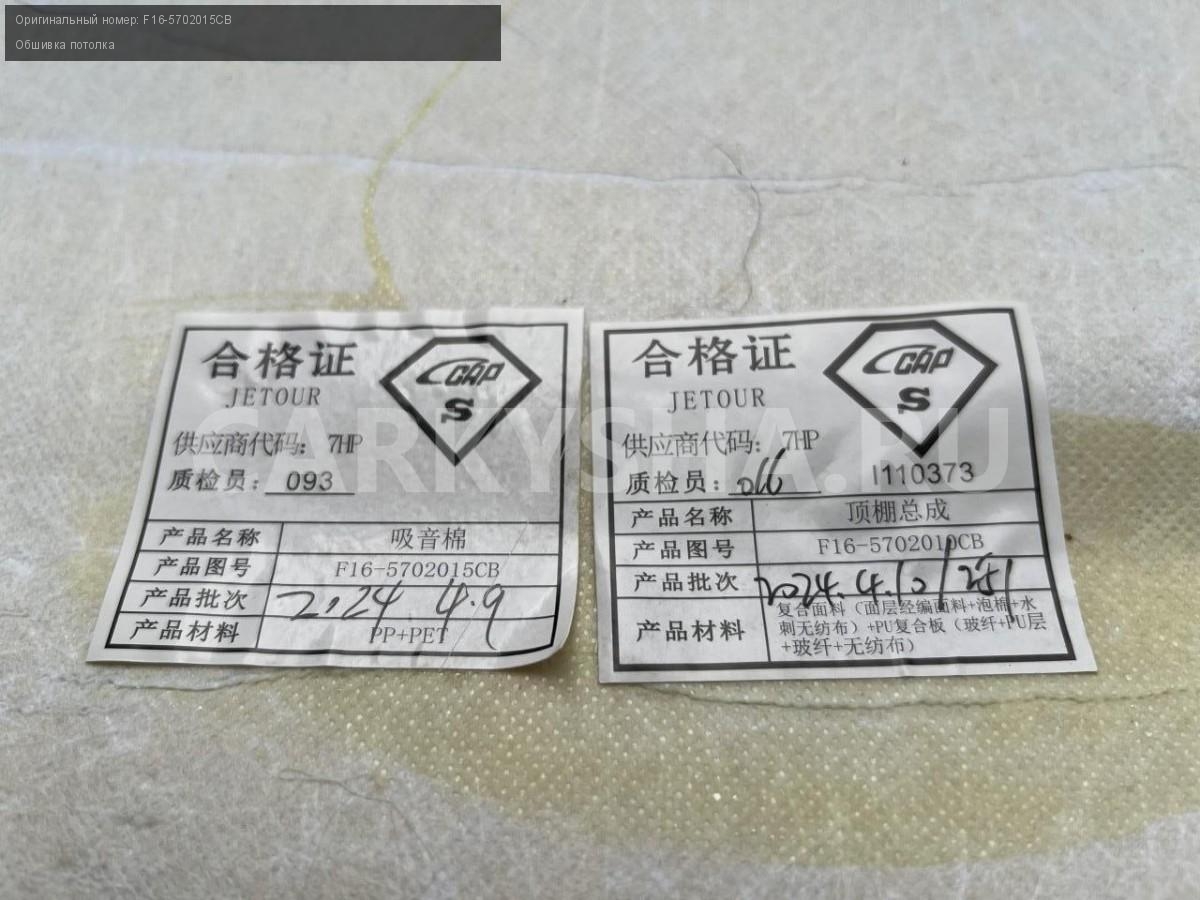 Оригинальный номер: F16-5702015CB
Обшивка потолка
合格证
JETOUR
CCAP
S
供应商代码: 7HP
质检员: 093
产品名称 吸音棉
产品图号 F16-5702015CB
产品批次 2024 4.9
产品材料 PP+PET
合格证
JETOUR
CCAP
S
供应商代码: 7HP
质检员: 1110373
产品名称 顶棚总成
产品图号 F16-5702010CB
产品批次 2024.4.10
产品材料 复合面料（面层经编面料+泡棉+水
刺无纺布）+PU复合板（玻纤+PU层
+玻纤+无纺布）
CARKYSHA.RU